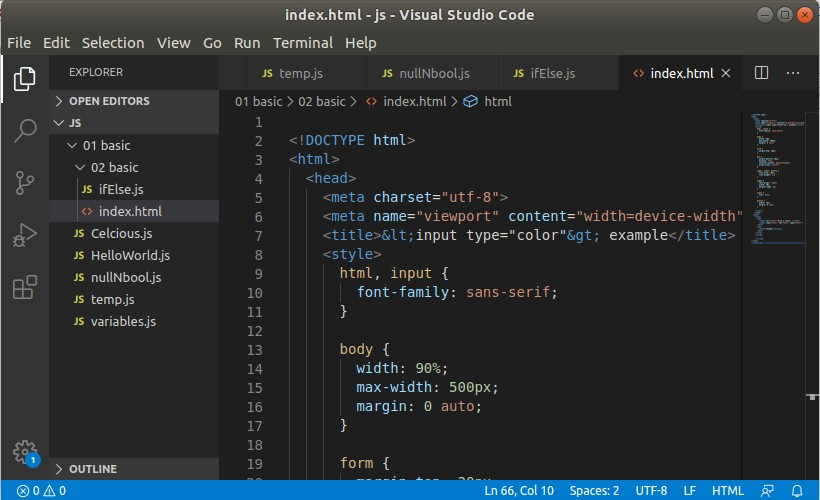 index.html - js - Visual Studio Code
File Edit Selection View Go Run Terminal Help
EXPLORER
OPEN EDITORS
JS
01 basic
02 basic
JS ifElse.js
<> index.html
JS Celcious.js
JS HelloWorld.js
JS nullNbool.js
JS temp.js
JS variables.js
OUTLINE
1
JS temp.js JS nullNbool.js JS ifElse.js <> index.html × ...
01 basic > 02 basic > <> index.html > html
1
2 <!DOCTYPE html>
3 <html>
4 <head>
5 <meta charset="utf-8">
6 <meta name="viewport" content="width=device-width"
7 <title>&lt;input type="color"&gt; example</title>
8 <style>
9 html, input {
10 font-family: sans-serif;
11 }
12
13 body {
14 width: 90%;
15 max-width: 500px;
16 margin: 0 auto;
17 }
18
19 form {
0 0 Ln 66, Col 10 Spaces: 2 UTF-8 LF HTML